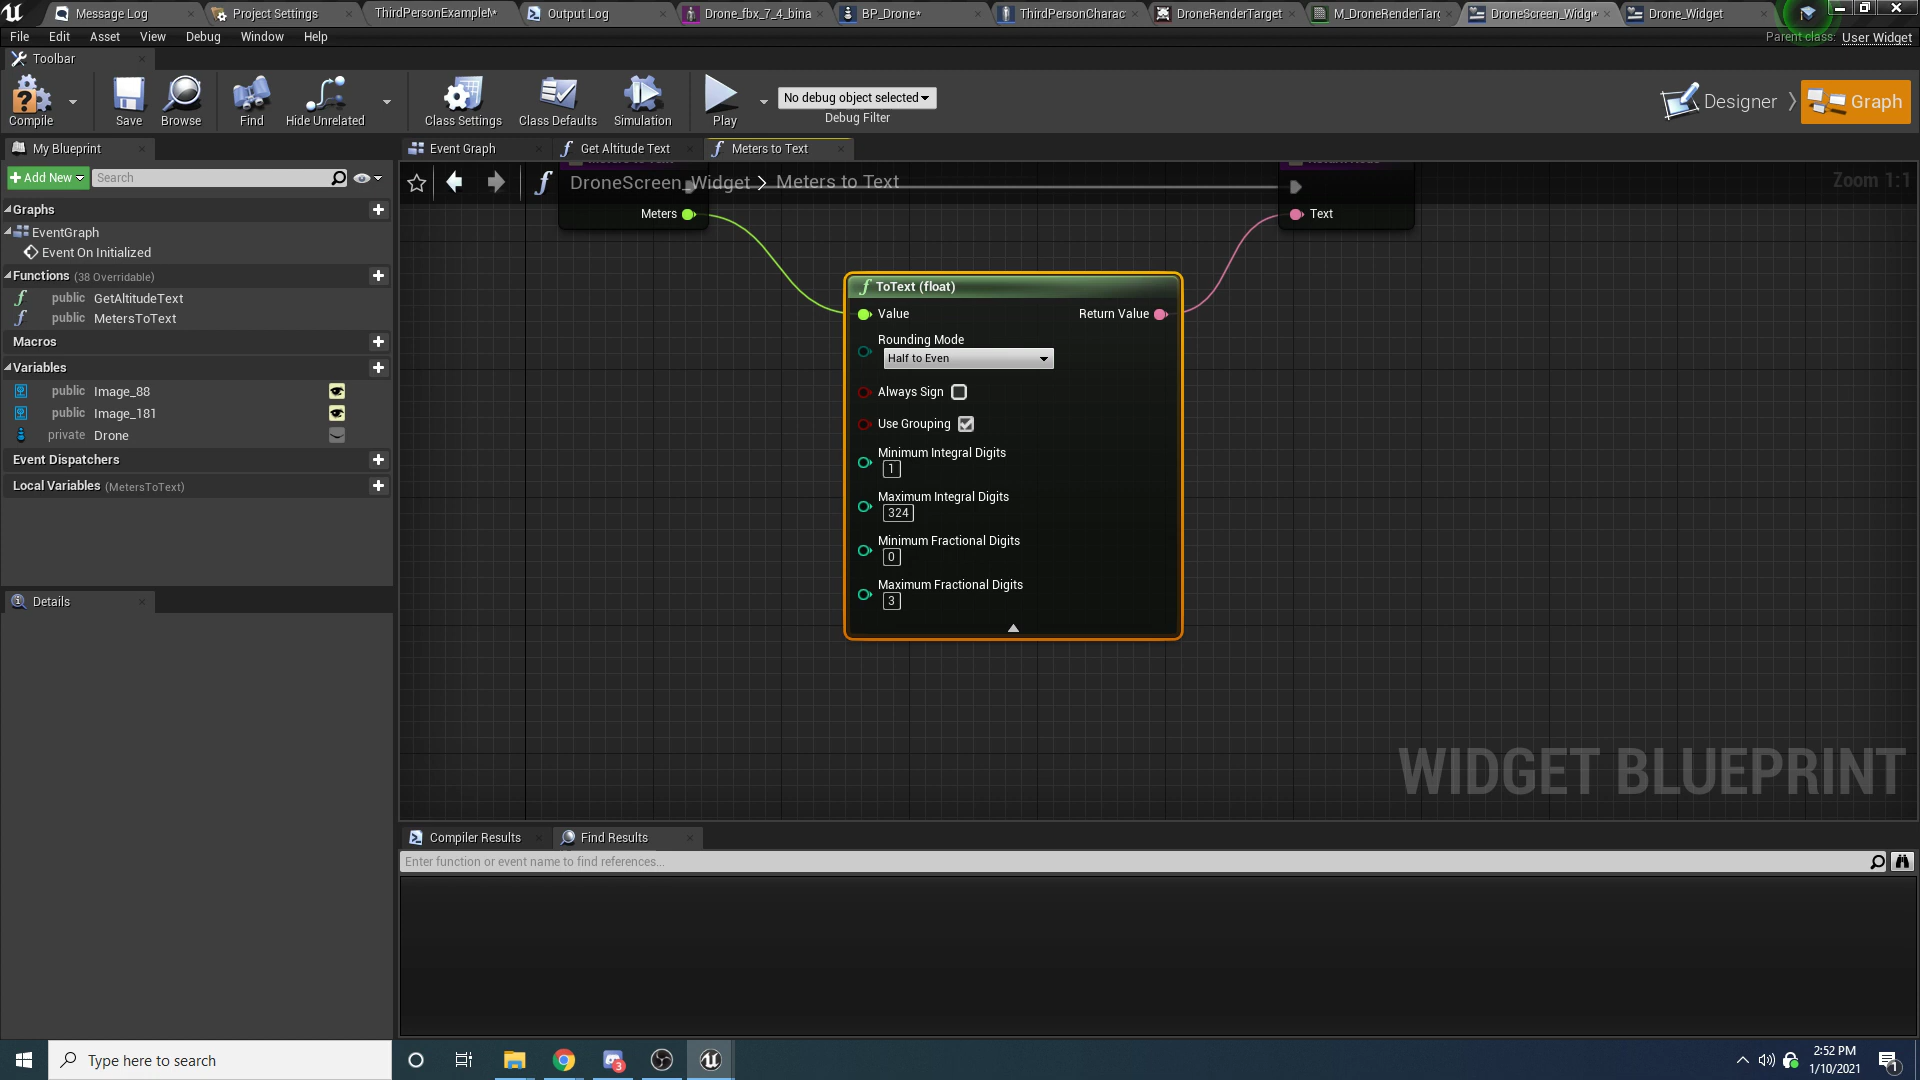 Message Log
Project Settings
ThirdPersonExampleM*
Output Log
Drone_fbx_7_4_bina
BP_Drone*
ThirdPersonCharac
DroneRenderTarget
M_DroneRenderTarg
DroneScreen_Widg*
Drone_Widget
File Edit Asset View Debug Window Help
Parent class: User Widget
Toolbar
Compile
Save
Browse
Find
Hide Unrelated
Class Settings
Class Defaults
Simulation
Play
No debug object selected
Debug Filter
Designer
Graph
My Blueprint
Event Graph
Get Altitude Text
Meters to Text
Add New
Search
DroneScreen_Widget > Meters to Text
Zoom 1:1
Graphs
EventGraph
Event On Initialized
Functions (38 Overridable)
public GetAltitudeText
public MetersToText
Macros
Variables
public Image_88
public Image_181
private Drone
Event Dispatchers
Local Variables (MetersToText)
Details
Meters
Text
ToText (float)
Value
Return Value
Rounding Mode
Half to Even
Always Sign
Use Grouping
Minimum Integral Digits
1
Maximum Integral Digits
324
Minimum Fractional Digits
0
Maximum Fractional Digits
3
WIDGET BLUEPRINT
Compiler Results
Find Results
Enter function or event name to find references...
Type here to search
3
2:52 PM
1/10/2021
1